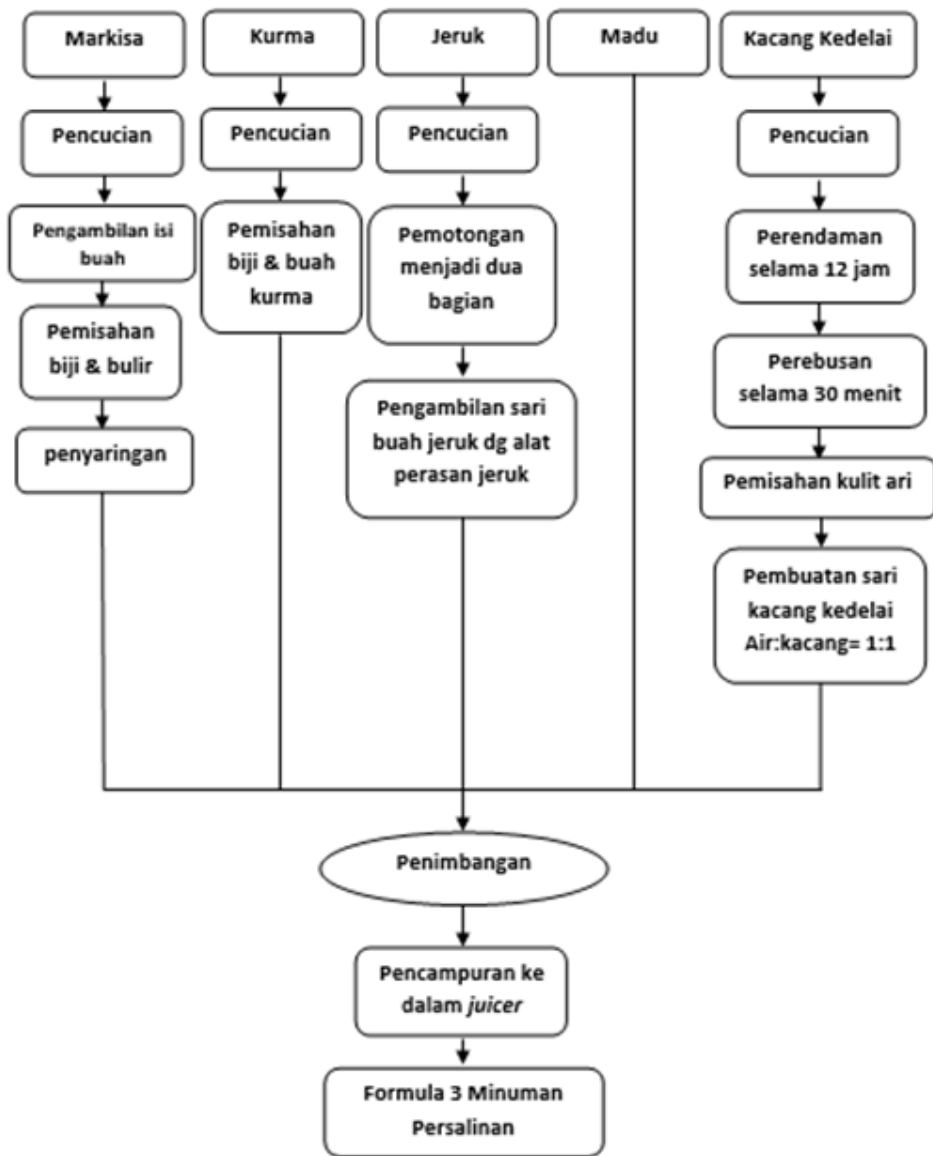 Markisa
Kurma
Jeruk
Madu
Kacang Kedelai
Pencucian
Pencucian
Pencucian
Pencucian
Pengambilan isi
buah
Pemisahan
biji & buah
kurma
Pemotongan
menjadi dua
bagian
Perendaman
selama 12 jam
Pemisahan
biji & bulir
Perebusan
selama 30 menit
penyaringan
Pengambilan sari
buah jeruk dg alat
perasan jeruk
Pemisahan kulit ari
Pembuatan sari
kacang kedelai
Air:kacang= 1:1
Penimbangan
Pencampuran ke
dalam juicer
Formula 3 Minuman
Persalinan